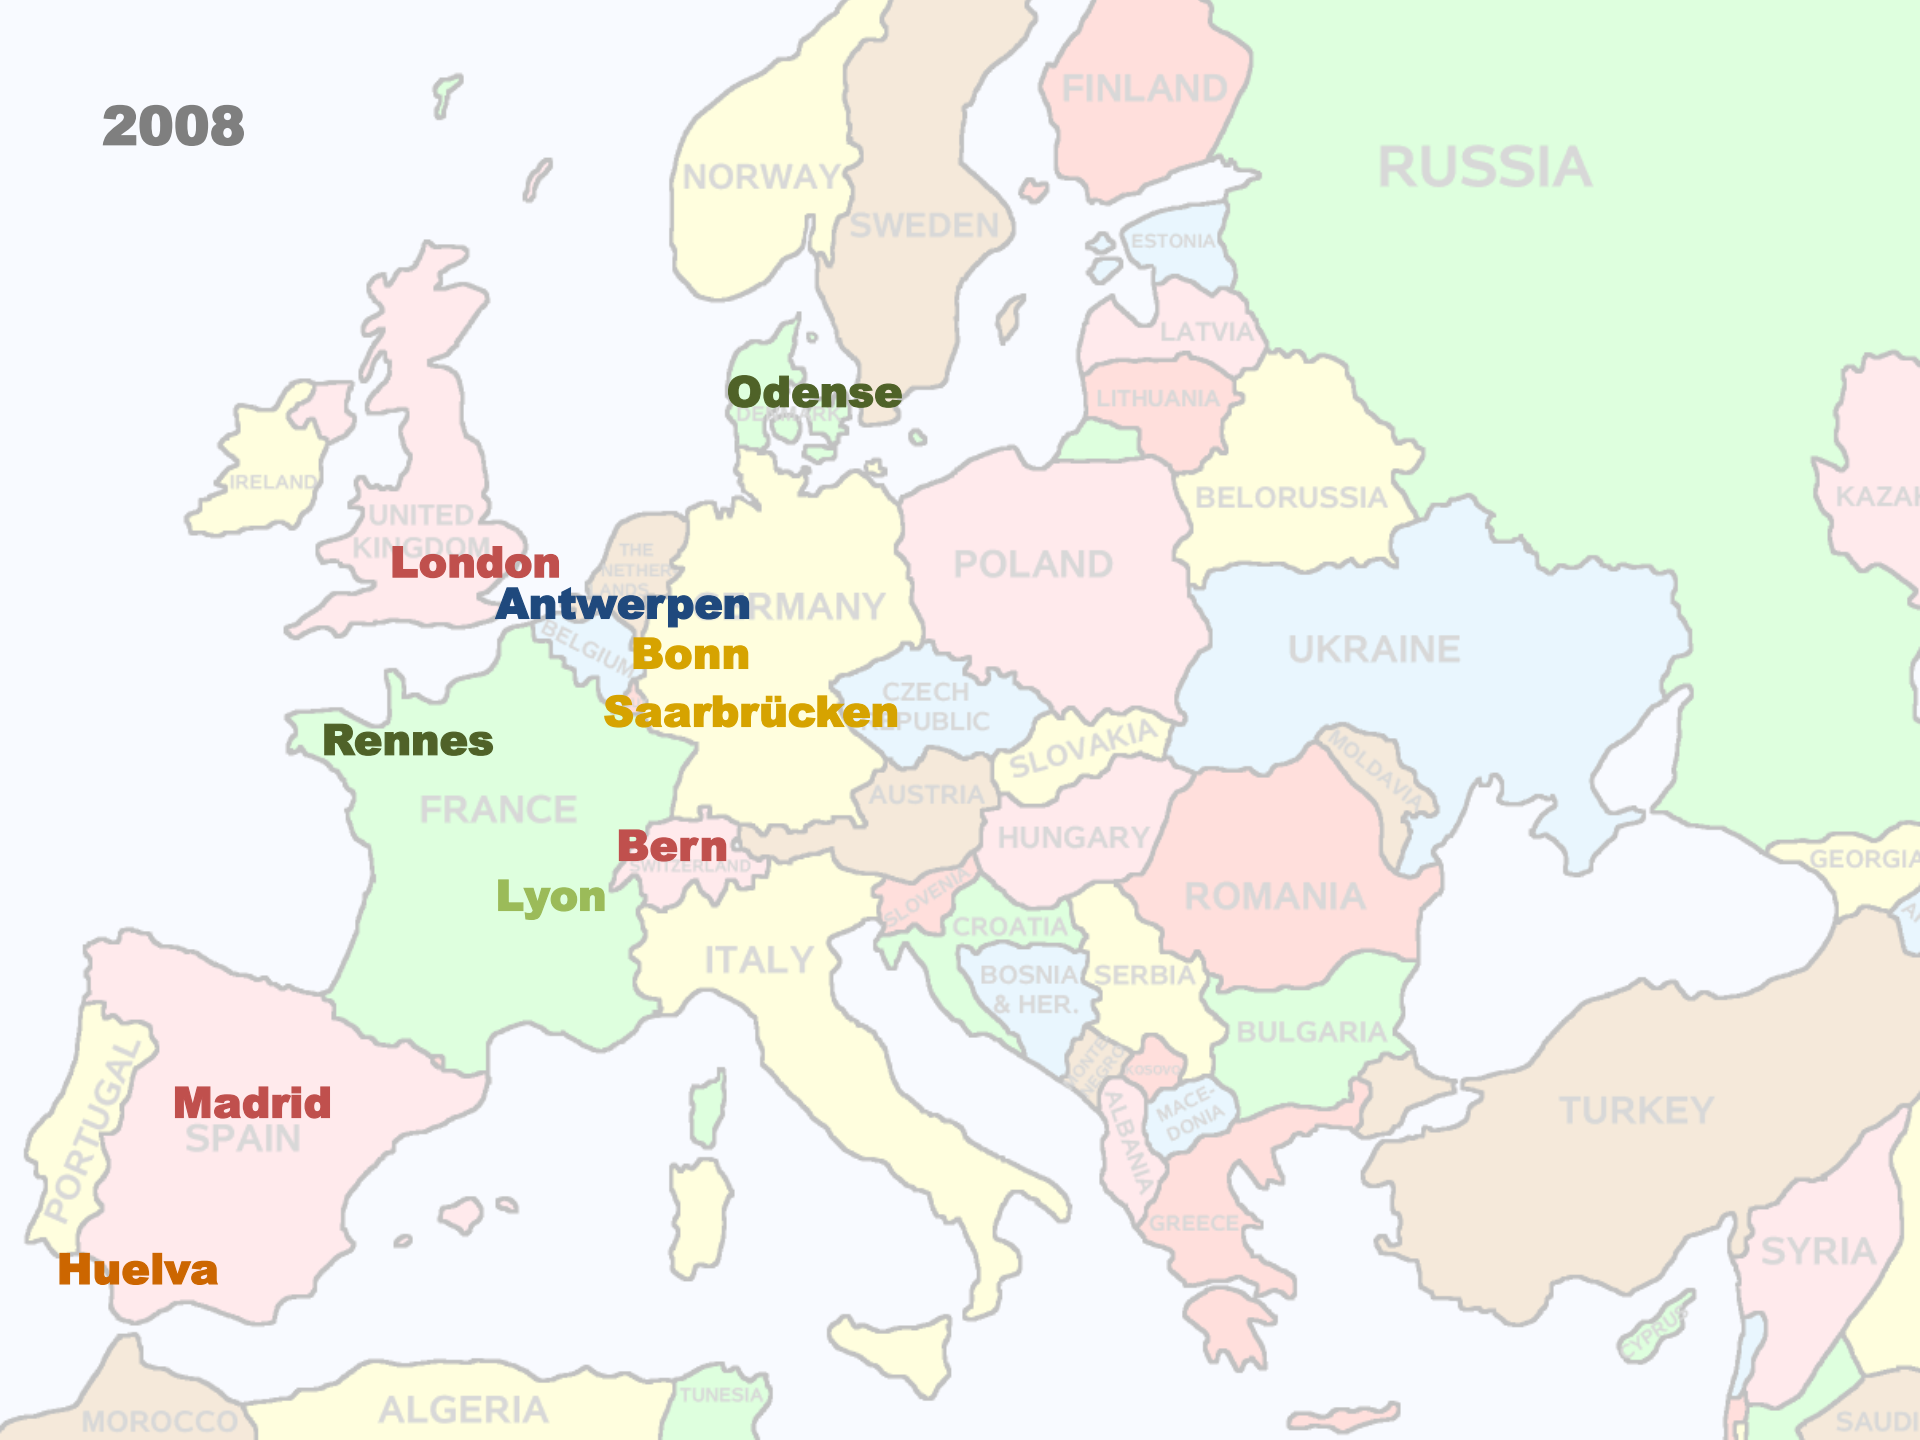 2008
FINLAND
RUSSIA
NORWAY
SWEDEN
ESTONIA
LATVIA
Odense
DENMARK
LITHUANIA
IRELAND
BELORUSSIA
KAZAK
UNITED
KINGDOM
London
THE
NETHER
LANDS
POLAND
Antwerpen
GERMANY
BELGIUM
Bonn
UKRAINE
CZECH
REPUBLIC
Saarbrücken
Rennes
SLOVAKIA
MOLDAVIA
FRANCE
AUSTRIA
HUNGARY
Bern
SWITZERLAND
GEORGIA
Lyon
SLOVENIA
ROMANIA
CROATIA
ITALY
BOSNIA
& HER.
SERBIA
BULGARIA
MONTE
NEGRO
KOSOVO
PORTUGAL
Madrid
SPAIN
ALBANIA
MACE-
DONIA
TURKEY
GREECE
SYRIA
Huelva
CYPRUS
TUNESIA
MOROCCO
ALGERIA
SAUDI